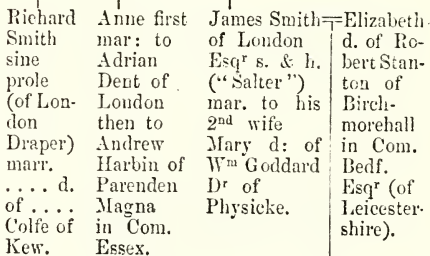 Richard
Smith
sine
prole
(of Lon-
don
Draper)
marr.
.... d.
of ....
Colfe of
Kew.
Anne first
mar: to
Adrian
Dent of
London
then to
Andrew
Harbin of
Parenden
Magna
in Com.
Essex.
James Smith=Elizabeth
of London
Esqr s. & h.
("Salter")
mar. to his
2nd wife
Mary d: of
Wm Goddard
Dr of
Physicke.
d. of Ro-
bert Stan-
ton of
Birch-
morehall
in Com.
Bedf.
Esqr (of
Leicester-
shire).